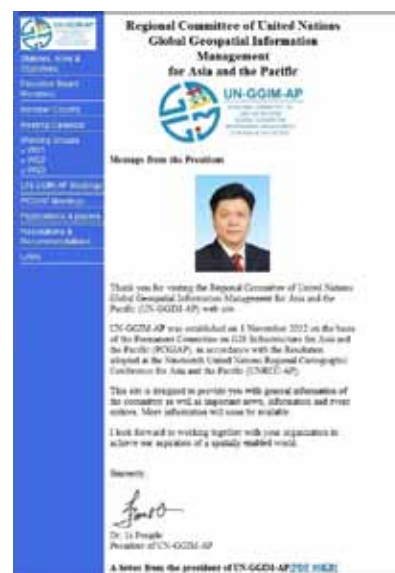 Regional Committee of United Nations
Global Geospatial Information
Management
for Asia and the Pacific
UN-GGIM-AP
Message from the President
Thank you for visiting the Regional Committee of United Nations
Global Geospatial Information Management for Asia and the
Pacific (UN-GGIM-AP) web site.
UN-GGIM-AP was established on 1 November 2012 on the basis
of the Permanent Committee on GIS Infrastructure for Asia and
the Pacific (PCGIAP), in accordance with the Resolution
adopted at the Nineteenth United Nations Regional Cartographic
Conference for Asia and the Pacific (UNRCC-AP).
This site is designed to provide you with general information of
the committee as well as important news, information and event
notices. More information will soon be available.
I look forward to working together with your organization to
achieve our aspiration of a spatially enabled world.
Sincerely,
Dr. Li Pengde
President of UN-GGIM-AP
A letter from the president of UN-GGIM-AP
Executive Board
Member Country
Meeting Calendar
Working Groups
WG1
WG2
WG3
UN-GGIM-AP Meetings
PCGIAP Meetings
Resolutions &
Recommendations
Links